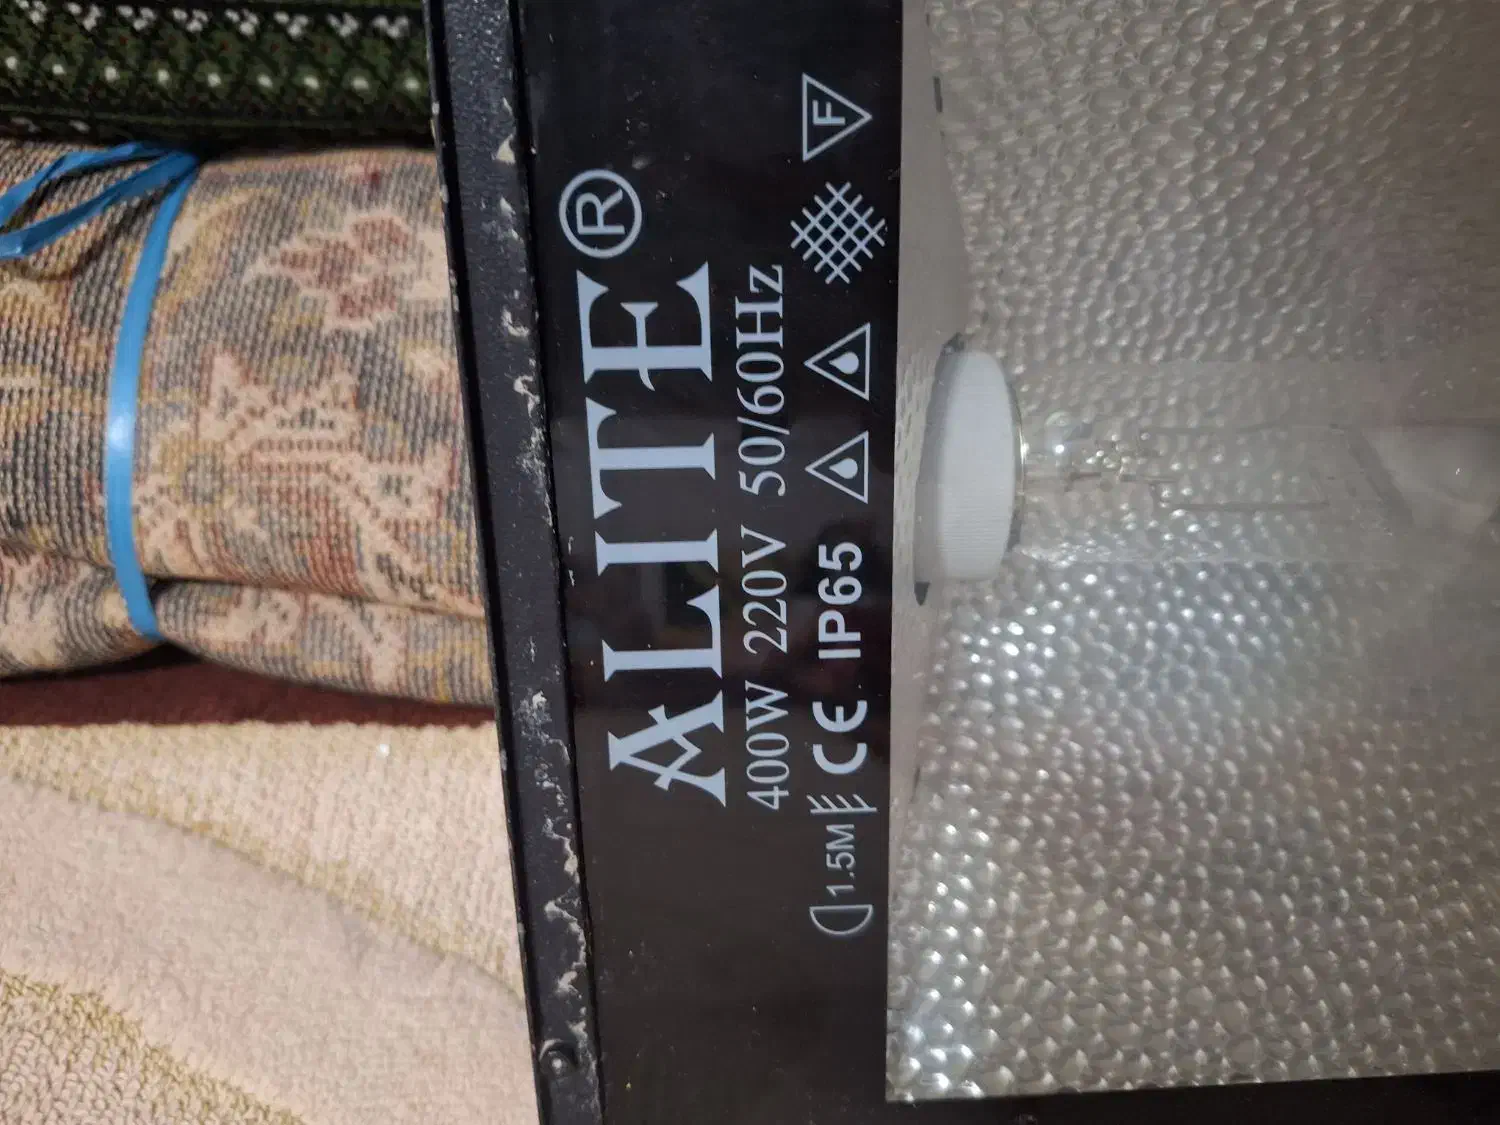 ALITE®
400W 220V 50/60Hz
1.5M CE IP65 F